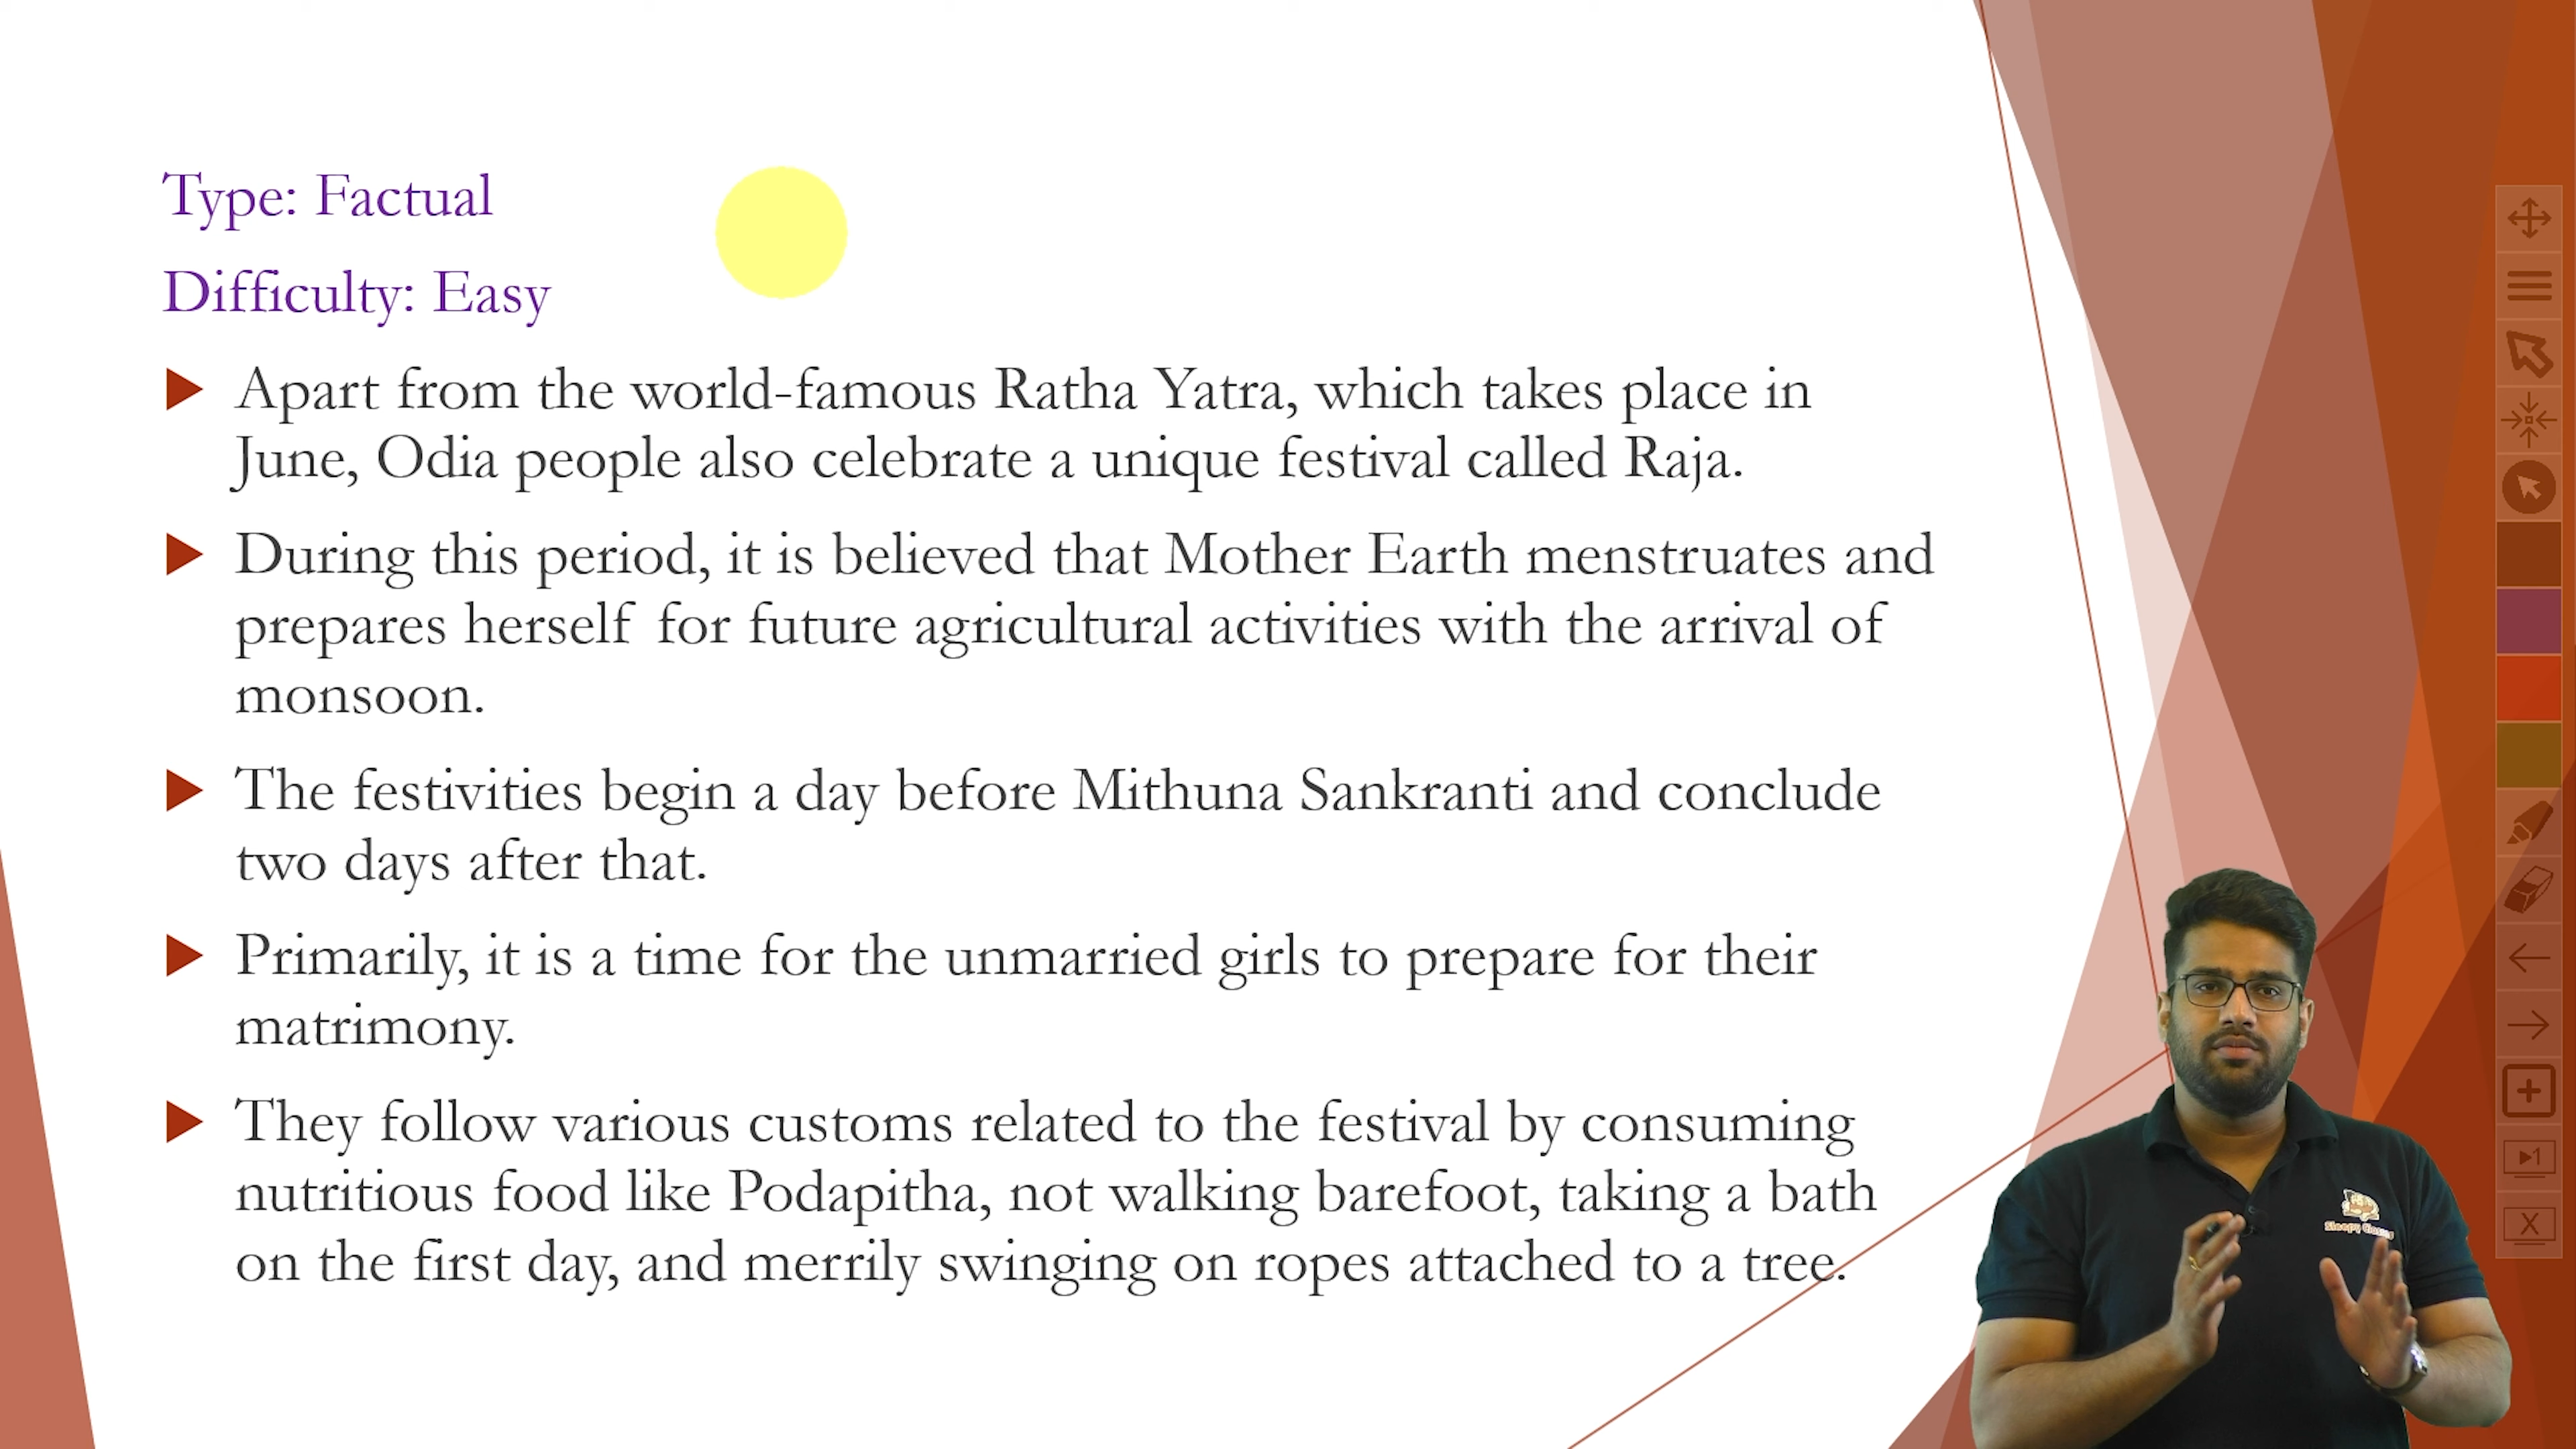 Type: Factual
Difficulty: Easy
Apart from the world-famous Ratha Yatra, which takes place in
June, Odia people also celebrate a unique festival called Raja.
During this period, it is believed that Mother Earth menstruates and
prepares herself for future agricultural activities with the arrival of
monsoon.
The festivities begin a day before Mithuna Sankranti and conclude
two days after that.
Primarily, it is a time for the unmarried girls to prepare for their
matrimony.
They follow various customs related to the festival by consuming
nutritious food like Podapitha, not walking barefoot, taking a bath
on the first day, and merrily swinging on ropes attached to a tree.
1
X